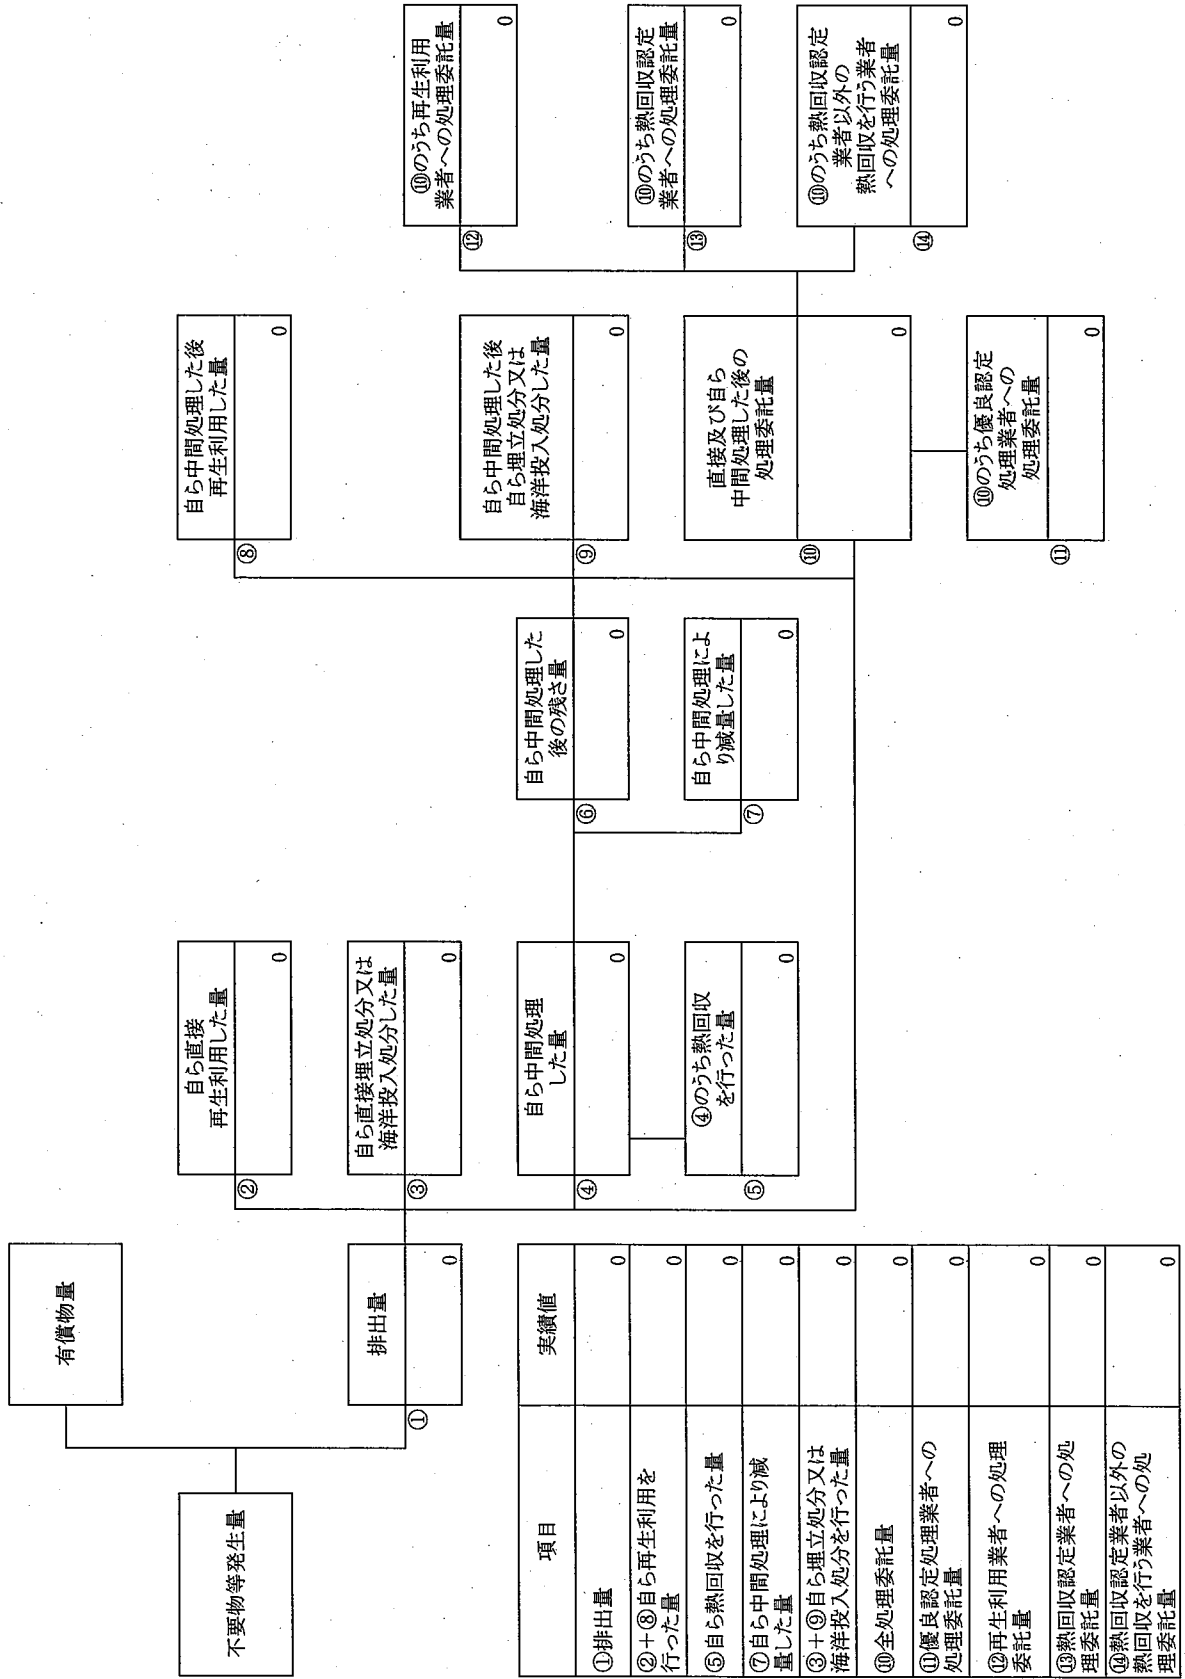 不要物等発生量
有償物量
①
排出量
0
②
自ら直接
再生利用した量
0
③
自ら直接埋立処分又は
海洋投入処分した量
0
④
自ら中間処理
した量
0
⑤
④のうち熱回収
を行った量
0
⑥
自ら中間処理した
後の残さ量
0
⑦
自ら中間処理によ
り減量した量
0
⑧
自ら中間処理した後
再生利用した量
0
⑨
自ら中間処理した後
自ら埋立処分又は
海洋投入処分した量
0
⑩
直接及び自ら
中間処理した後の
処理委託量
0
⑪
⑩のうち優良認定
処理業者への
処理委託量
0
⑫
⑩のうち再生利用
業者への処理委託量
0
⑬
⑩のうち熱回収認定
業者への処理委託量
0
⑭
⑩のうち熱回収認定
業者以外の
熱回収を行う業者
への処理委託量
0
項目 実績値
①排出量 0
②+⑧自ら再生利用を
行った量 0
⑤自ら熱回収を行った量 0
⑦自ら中間処理により減
量した量 0
③+⑨自ら埋立処分又は
海洋投入処分を行った量 0
⑩全処理委託量 0
⑪優良認定処理業者への
処理委託量 0
⑫再生利用業者への処理
委託量 0
⑬熱回収認定業者への処
理委託量 0
⑭熱回収認定業者以外の
熱回収を行う業者への処
理委託量 0